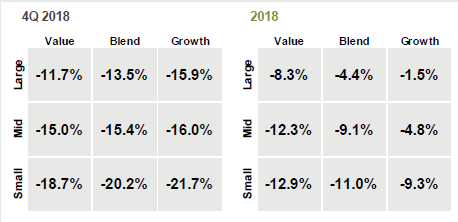 4Q 2018
Value Blend Growth
Large -11.7% -13.5% -15.9%
Mid -15.0% -15.4% -16.0%
Small -18.7% -20.2% -21.7%
2018
Value Blend Growth
Large -8.3% -4.4% -1.5%
Mid -12.3% -9.1% -4.8%
Small -12.9% -11.0% -9.3%